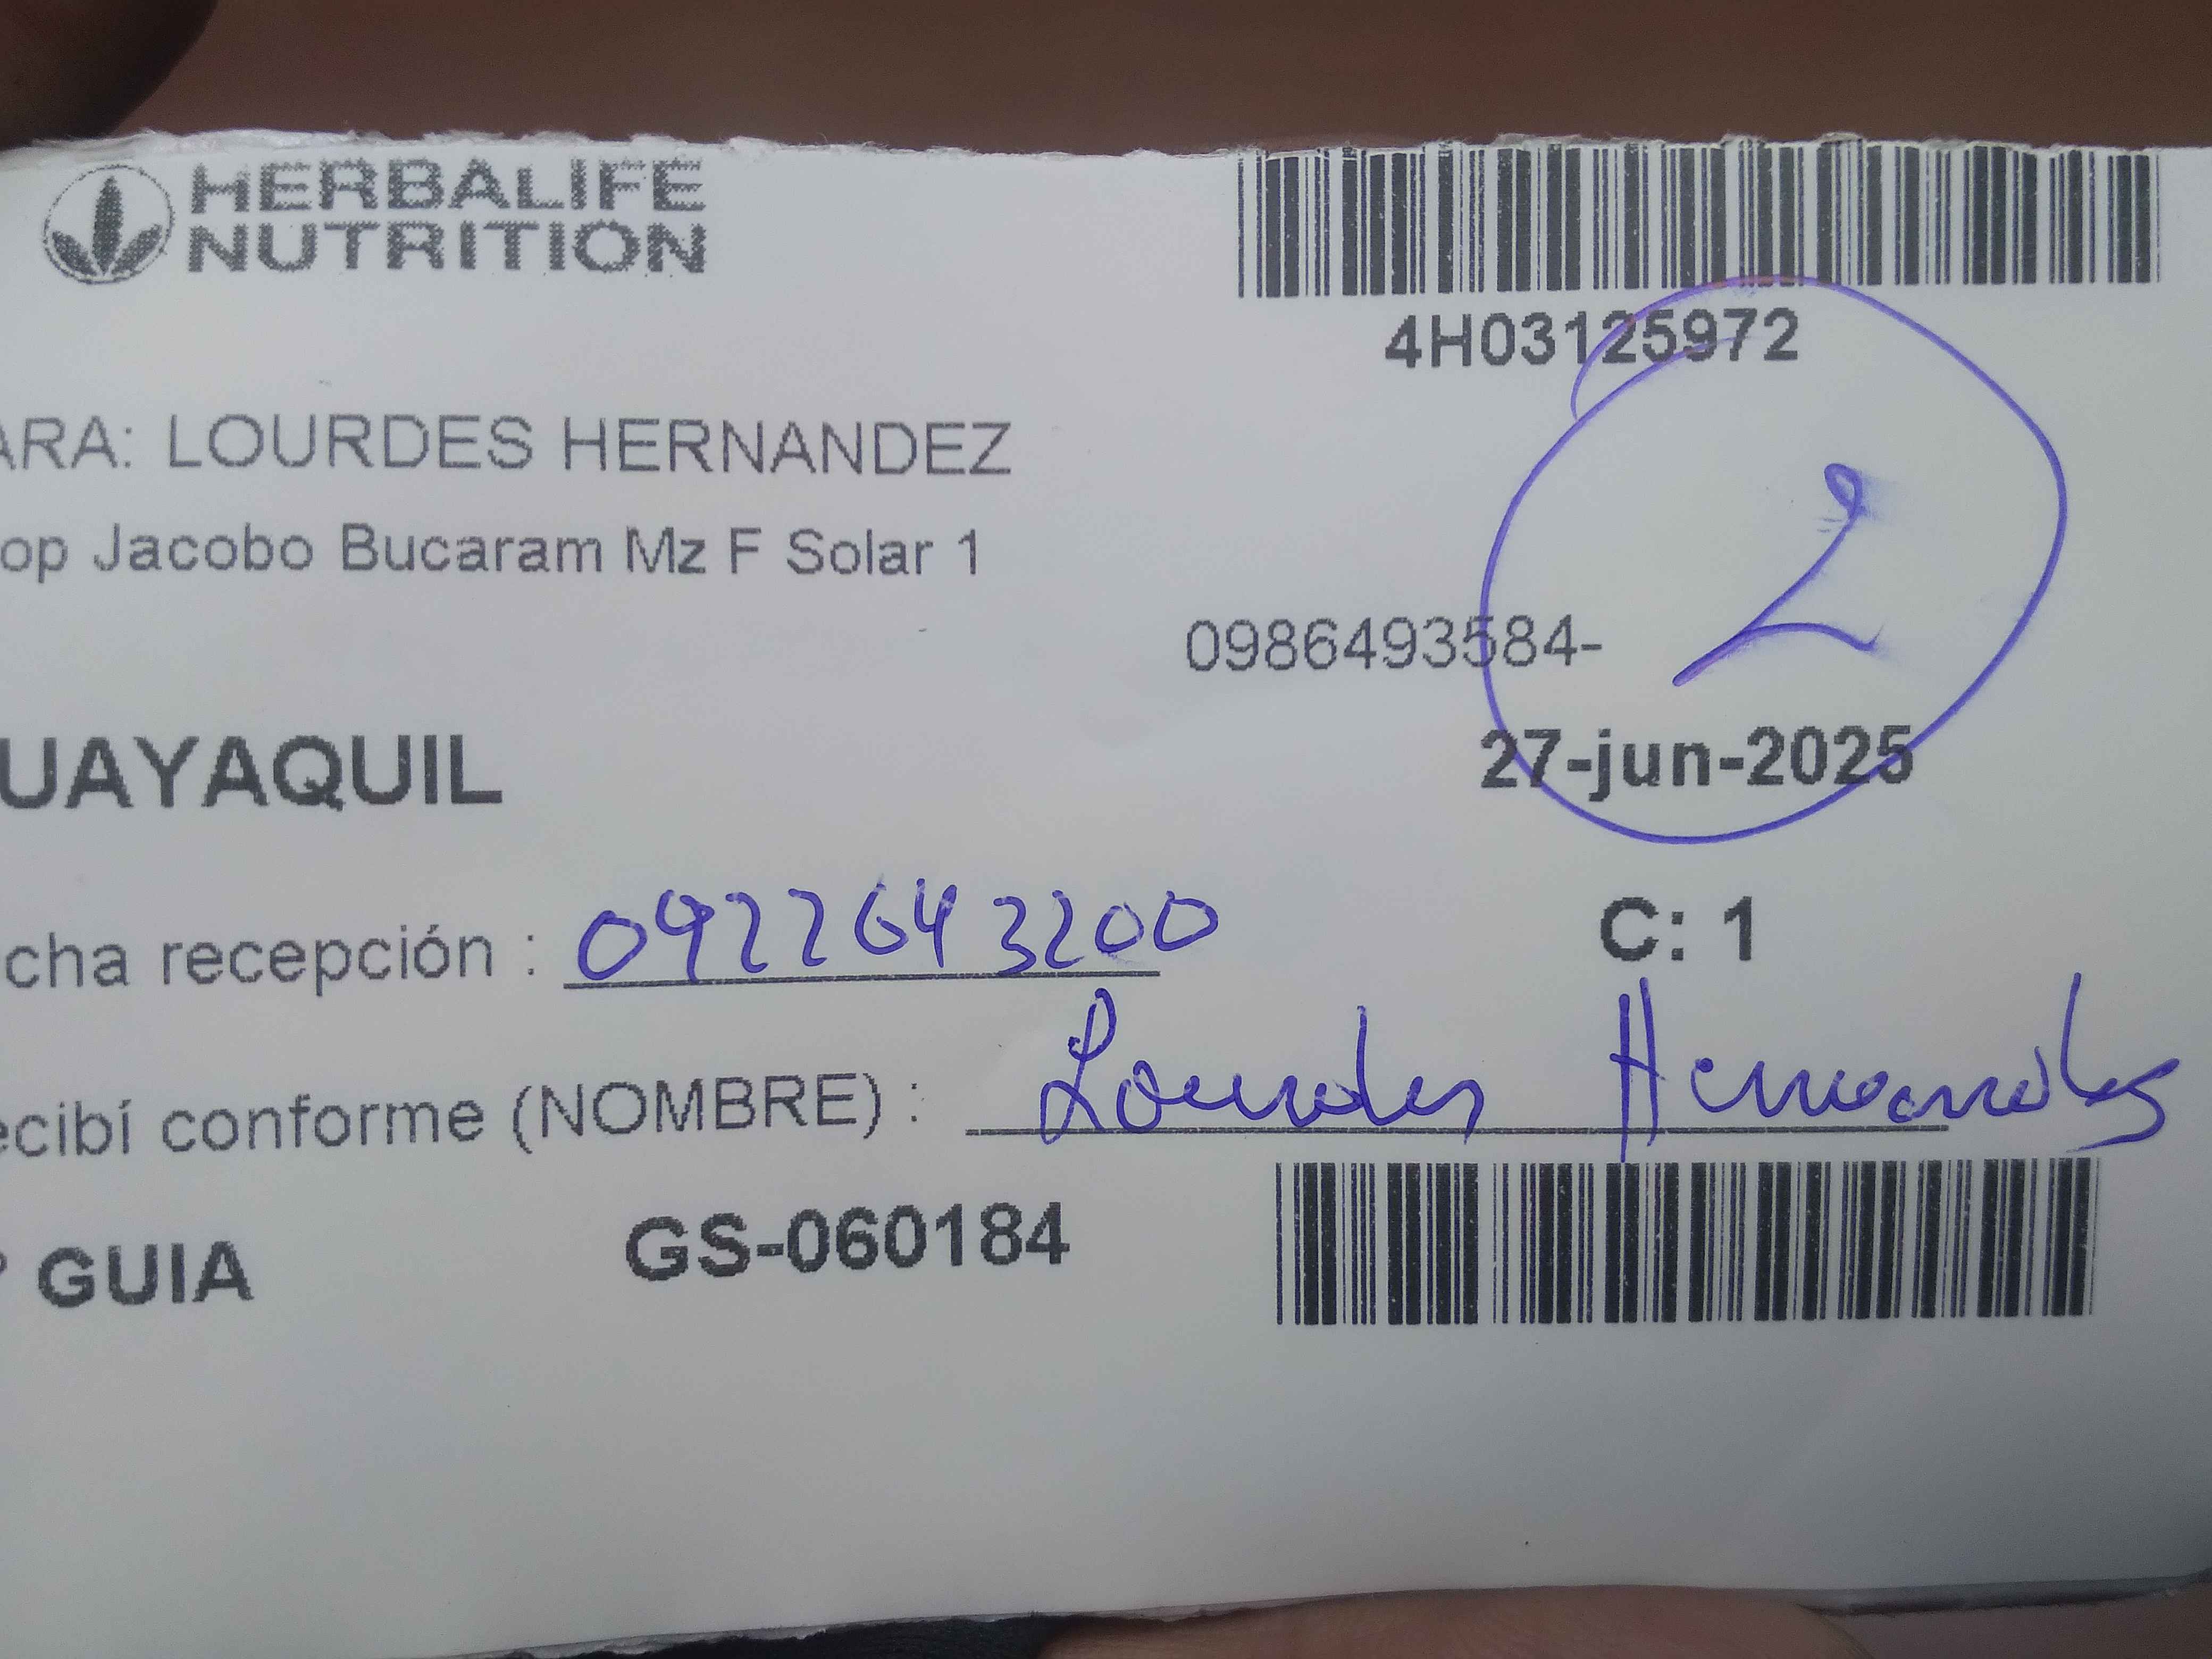 HERBALIFE
NUTRITION
4H03125972
ARA: LOURDES HERNANDEZ
op Jacobo Bucaram Mz F Solar 1
2
0986493584-
27-jun-2025
UAYAQUIL
cha recepción : 0922643200
C: 1
ecibí conforme (NOMBRE) : Lourdes Hernandez
° GUIA GS-060184